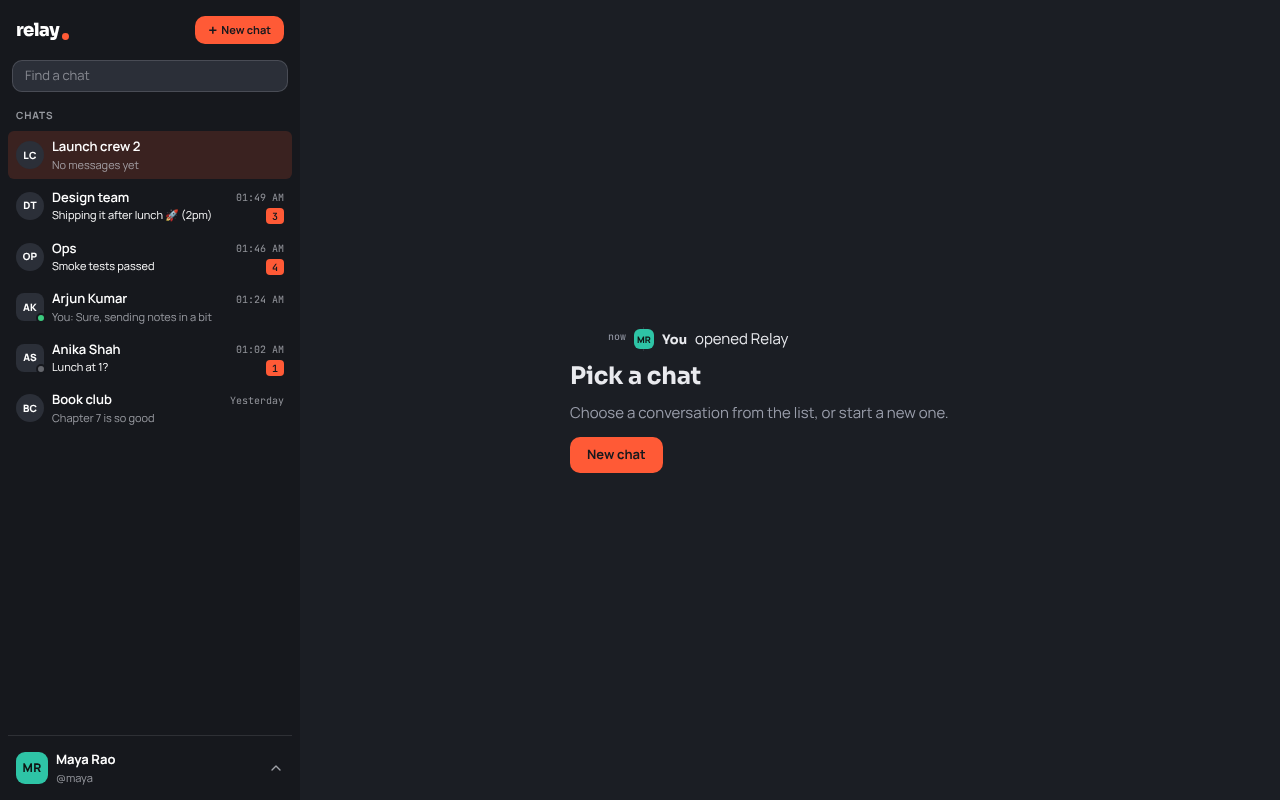 relay.
+ New chat
Find a chat
CHATS
LC Launch crew 2
No messages yet
DT Design team 01:49 AM
Shipping it after lunch 🚀 (2pm) 3
OP Ops 01:46 AM
Smoke tests passed 4
AK Arjun Kumar 01:24 AM
You: Sure, sending notes in a bit
AS Anika Shah 01:02 AM
Lunch at 1? 1
BC Book club Yesterday
Chapter 7 is so good
MR Maya Rao
@maya
now MR You opened Relay
Pick a chat
Choose a conversation from the list, or start a new one.
New chat